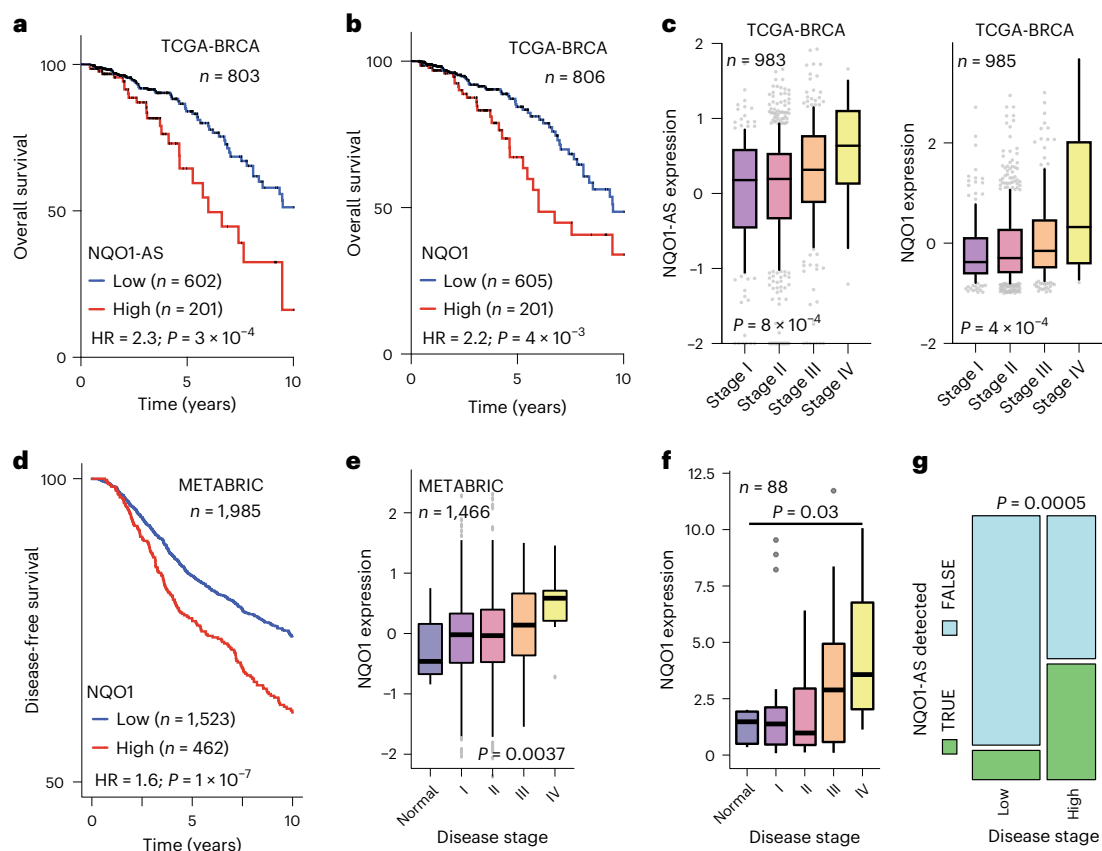 a
TCGA-BRCA
n = 803
100
50
0
Overall survival
NQO1-AS
Low (n = 602)
High (n = 201)
HR = 2.3; P = 3 × 10⁻⁴
0
5
10
Time (years)
b
TCGA-BRCA
n = 806
100
50
0
Overall survival
NQO1
Low (n = 605)
High (n = 201)
HR = 2.2; P = 4 × 10⁻³
0
5
10
Time (years)
c
TCGA-BRCA
n = 983
2
1
0
−1
−2
NQO1-AS expression
P = 8 × 10⁻⁴
Stage I
Stage II
Stage III
Stage IV
TCGA-BRCA
n = 985
2
0
−2
NQO1 expression
P = 4 × 10⁻⁴
Stage I
Stage II
Stage III
Stage IV
d
METABRIC
n = 1,985
100
50
Disease-free survival
NQO1
Low (n = 1,523)
High (n = 462)
HR = 1.6; P = 1 × 10⁻⁷
0
5
10
Time (years)
e
METABRIC
n = 1,466
2
1
0
−1
−2
NQO1 expression
P = 0.0037
Normal
I
II
III
IV
Disease stage
f
12.5
10.0
5.0
2.5
0
NQO1 expression
n = 88
P = 0.03
Normal
I
II
III
IV
Disease stage
g
P = 0.0005
NQO1-AS detected
TRUE
FALSE
Low
High
Disease stage